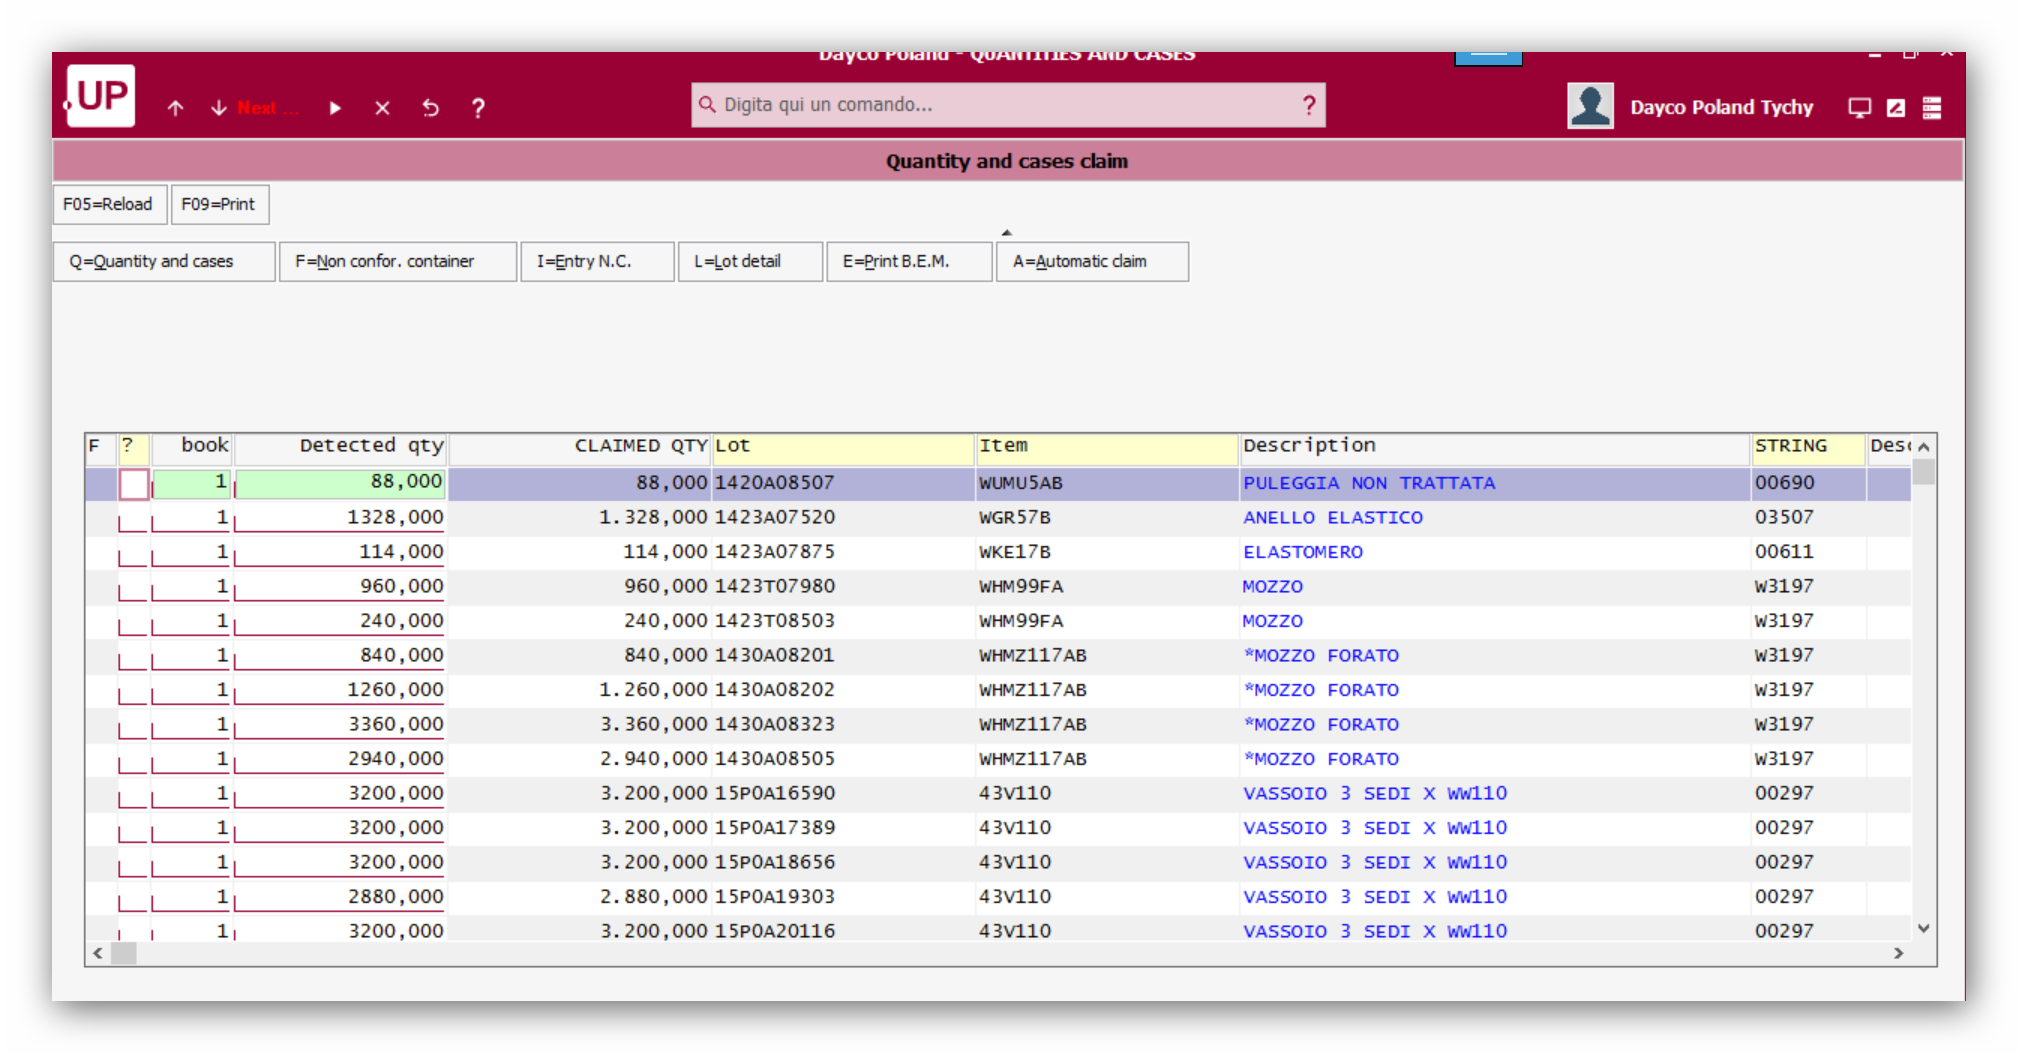 Dayco Poland - QUANTITIES AND CASES
UP
Next ...
?
Digita qui un comando...
?
Dayco Poland Tychy
Quantity and cases claim
F05=Reload F09=Print
Q=Quantity and cases F=Non confor. container I=Entry N.C. L=Lot detail E=Print B.E.M. A=Automatic claim
F ? book Detected qty CLAIMED QTY Lot Item Description STRING Desc
1 88,000 88,000 1420A08507 WUMU5AB PULEGGIA NON TRATTATA 00690
1 1328,000 1.328,000 1423A07520 WGR57B ANELLO ELASTICO 03507
1 114,000 114,000 1423A07875 WKE17B ELASTOMERO 00611
1 960,000 960,000 1423T07980 WHM99FA MOZZO W3197
1 240,000 240,000 1423T08503 WHM99FA MOZZO W3197
1 840,000 840,000 1430A08201 WHMZ117AB *MOZZO FORATO W3197
1 1260,000 1.260,000 1430A08202 WHMZ117AB *MOZZO FORATO W3197
1 3360,000 3.360,000 1430A08323 WHMZ117AB *MOZZO FORATO W3197
1 2940,000 2.940,000 1430A08505 WHMZ117AB *MOZZO FORATO W3197
1 3200,000 3.200,000 15P0A16590 43V110 VASSOIO 3 SEDI X WW110 00297
1 3200,000 3.200,000 15P0A17389 43V110 VASSOIO 3 SEDI X WW110 00297
1 3200,000 3.200,000 15P0A18656 43V110 VASSOIO 3 SEDI X WW110 00297
1 2880,000 2.880,000 15P0A19303 43V110 VASSOIO 3 SEDI X WW110 00297
1 3200,000 3.200,000 15P0A20116 43V110 VASSOIO 3 SEDI X WW110 00297